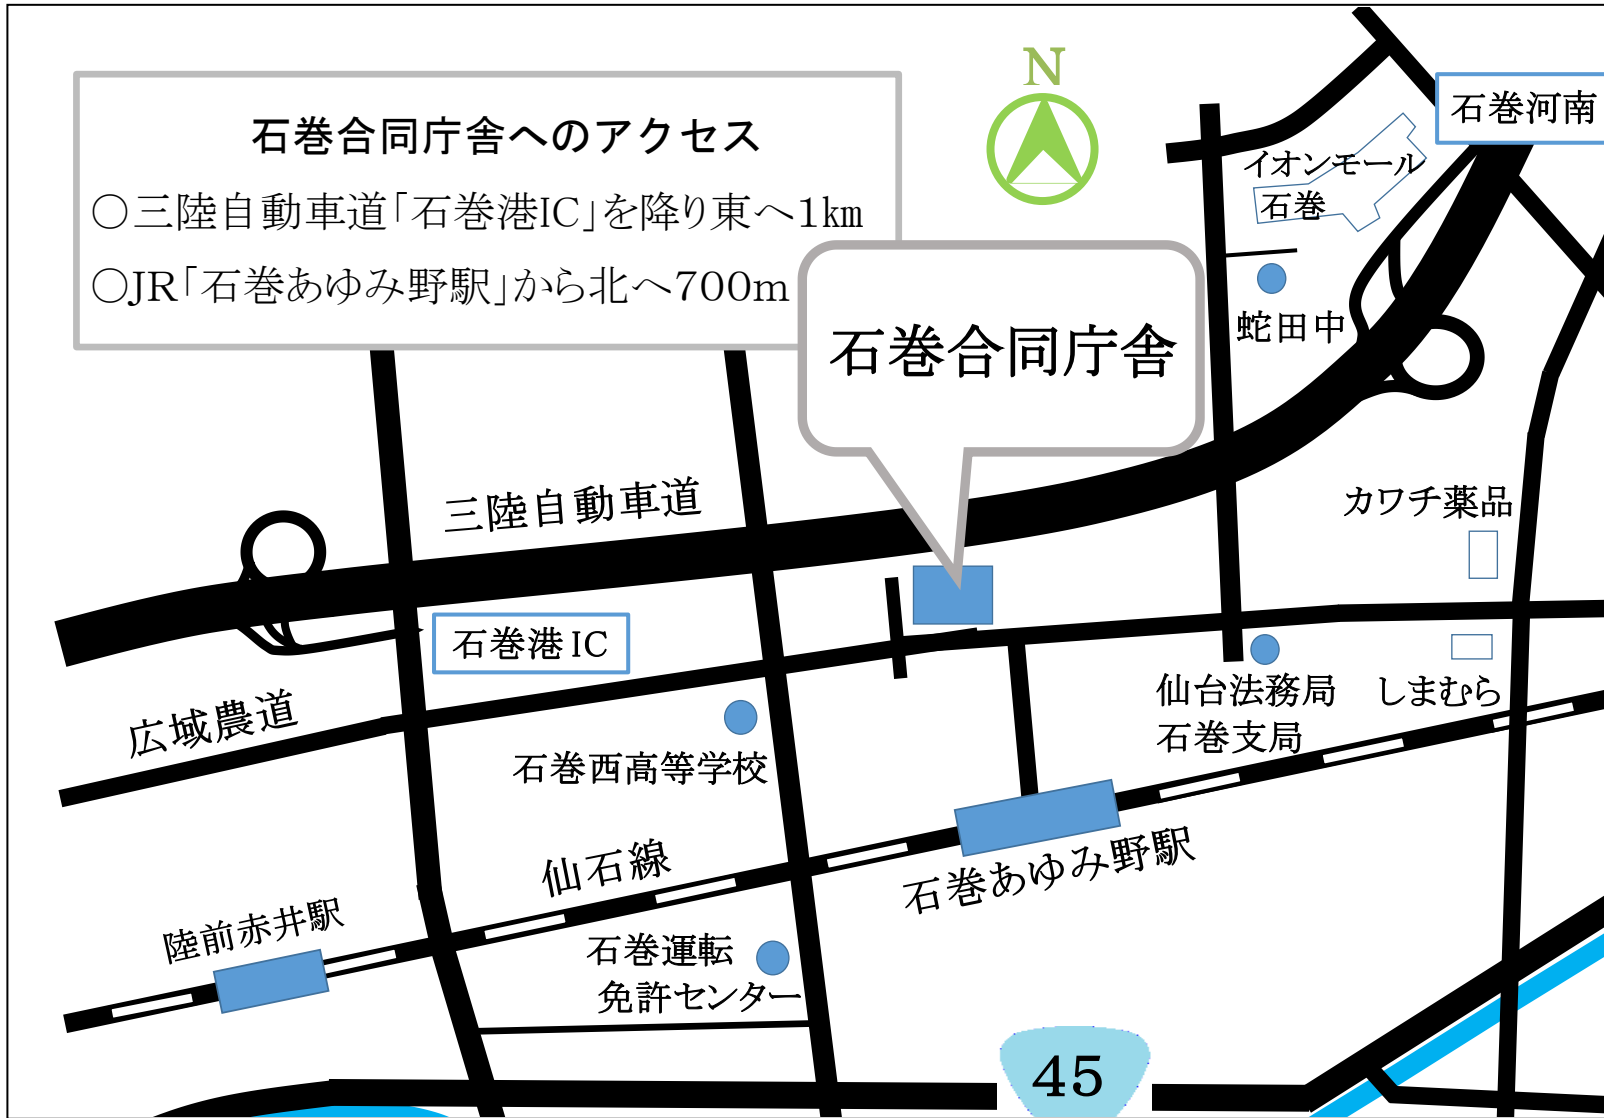 N
石巻合同庁舎へのアクセス
○三陸自動車道「石巻港IC」を降り東へ1km
○JR「石巻あゆみ野駅」から北へ700m
石巻河南
イオンモール
石巻
蛇田中
石巻合同庁舎
三陸自動車道
カワチ薬品
石巻港IC
広域農道
仙台法務局
石巻支局
しまむら
石巻西高等学校
仙石線
石巻あゆみ野駅
陸前赤井駅
石巻運転
免許センター
45